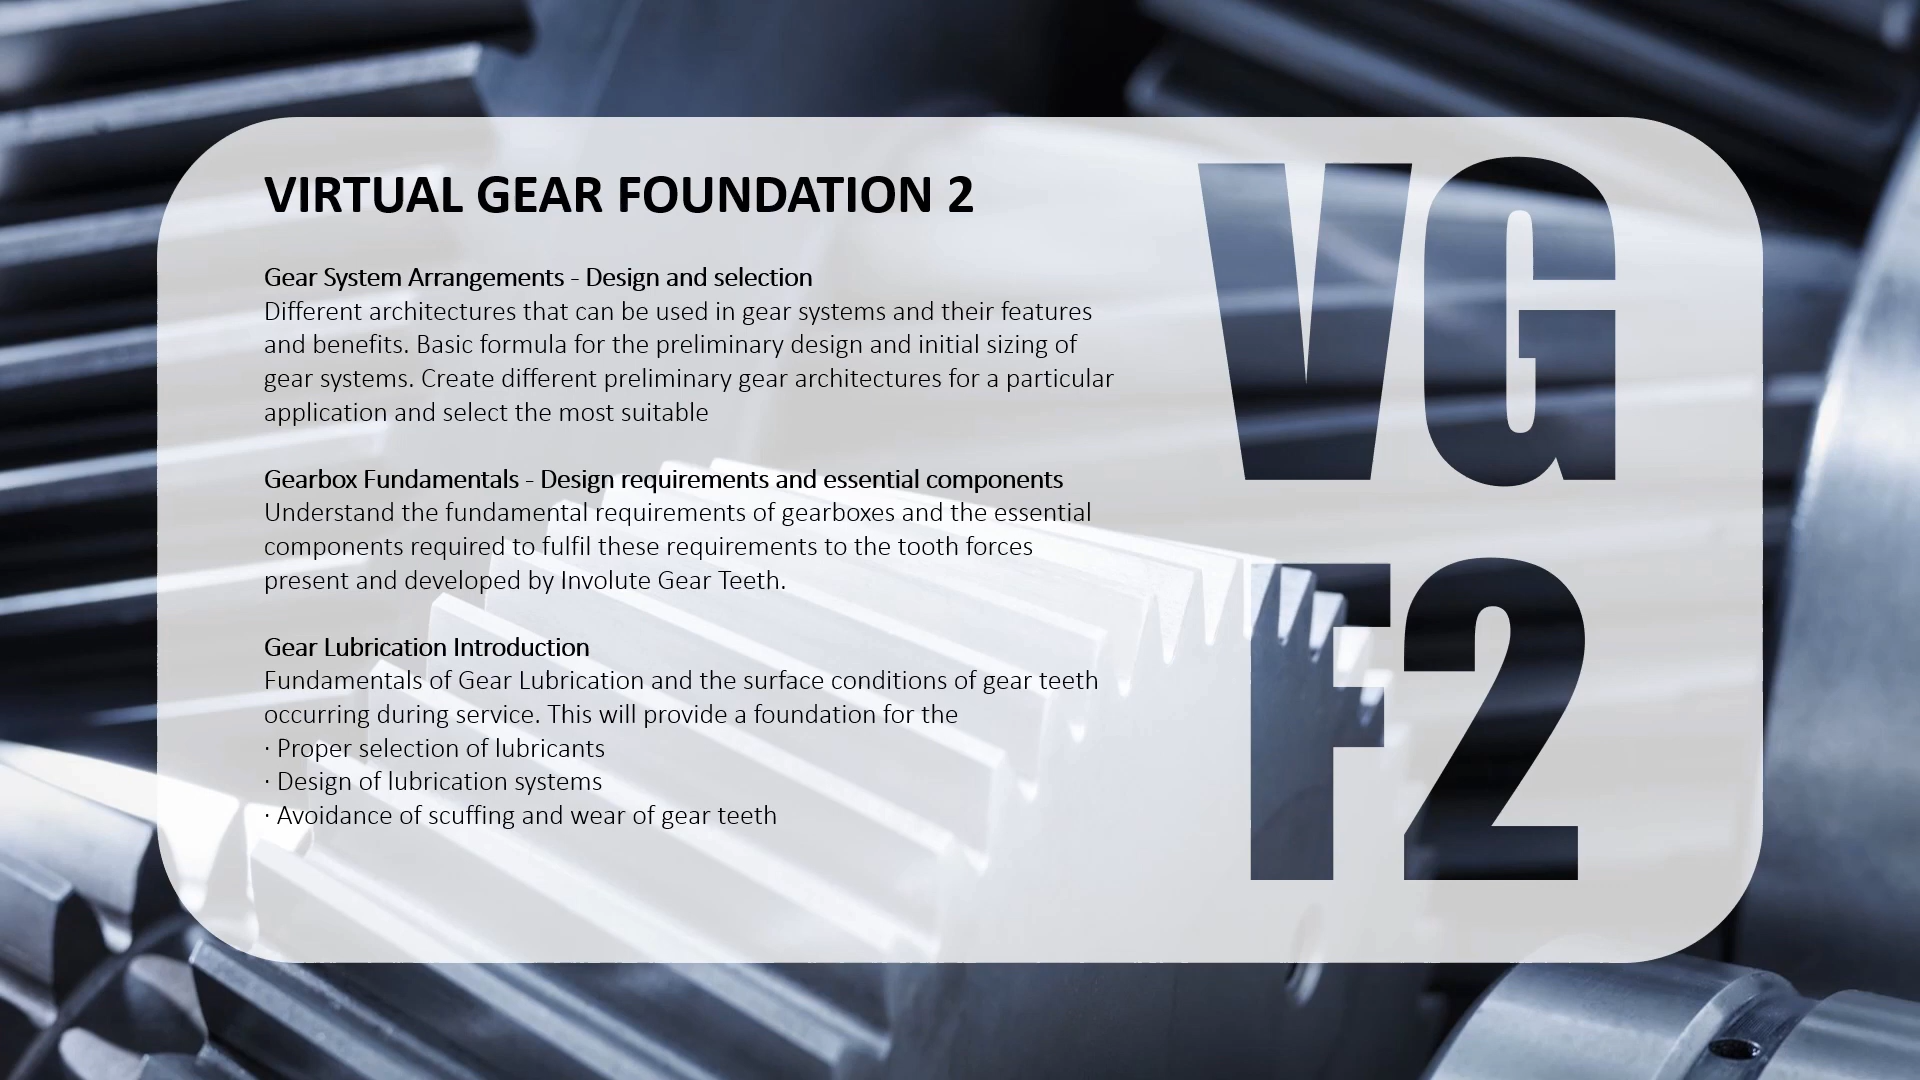 VIRTUAL GEAR FOUNDATION 2
Gear System Arrangements - Design and selection
Different architectures that can be used in gear systems and their features
and benefits. Basic formula for the preliminary design and initial sizing of
gear systems. Create different preliminary gear architectures for a particular
application and select the most suitable
Gearbox Fundamentals - Design requirements and essential components
Understand the fundamental requirements of gearboxes and the essential
components required to fulfil these requirements to the tooth forces
present and developed by Involute Gear Teeth.
Gear Lubrication Introduction
Fundamentals of Gear Lubrication and the surface conditions of gear teeth
occurring during service. This will provide a foundation for the
· Proper selection of lubricants
· Design of lubrication systems
· Avoidance of scuffing and wear of gear teeth
VG
F2